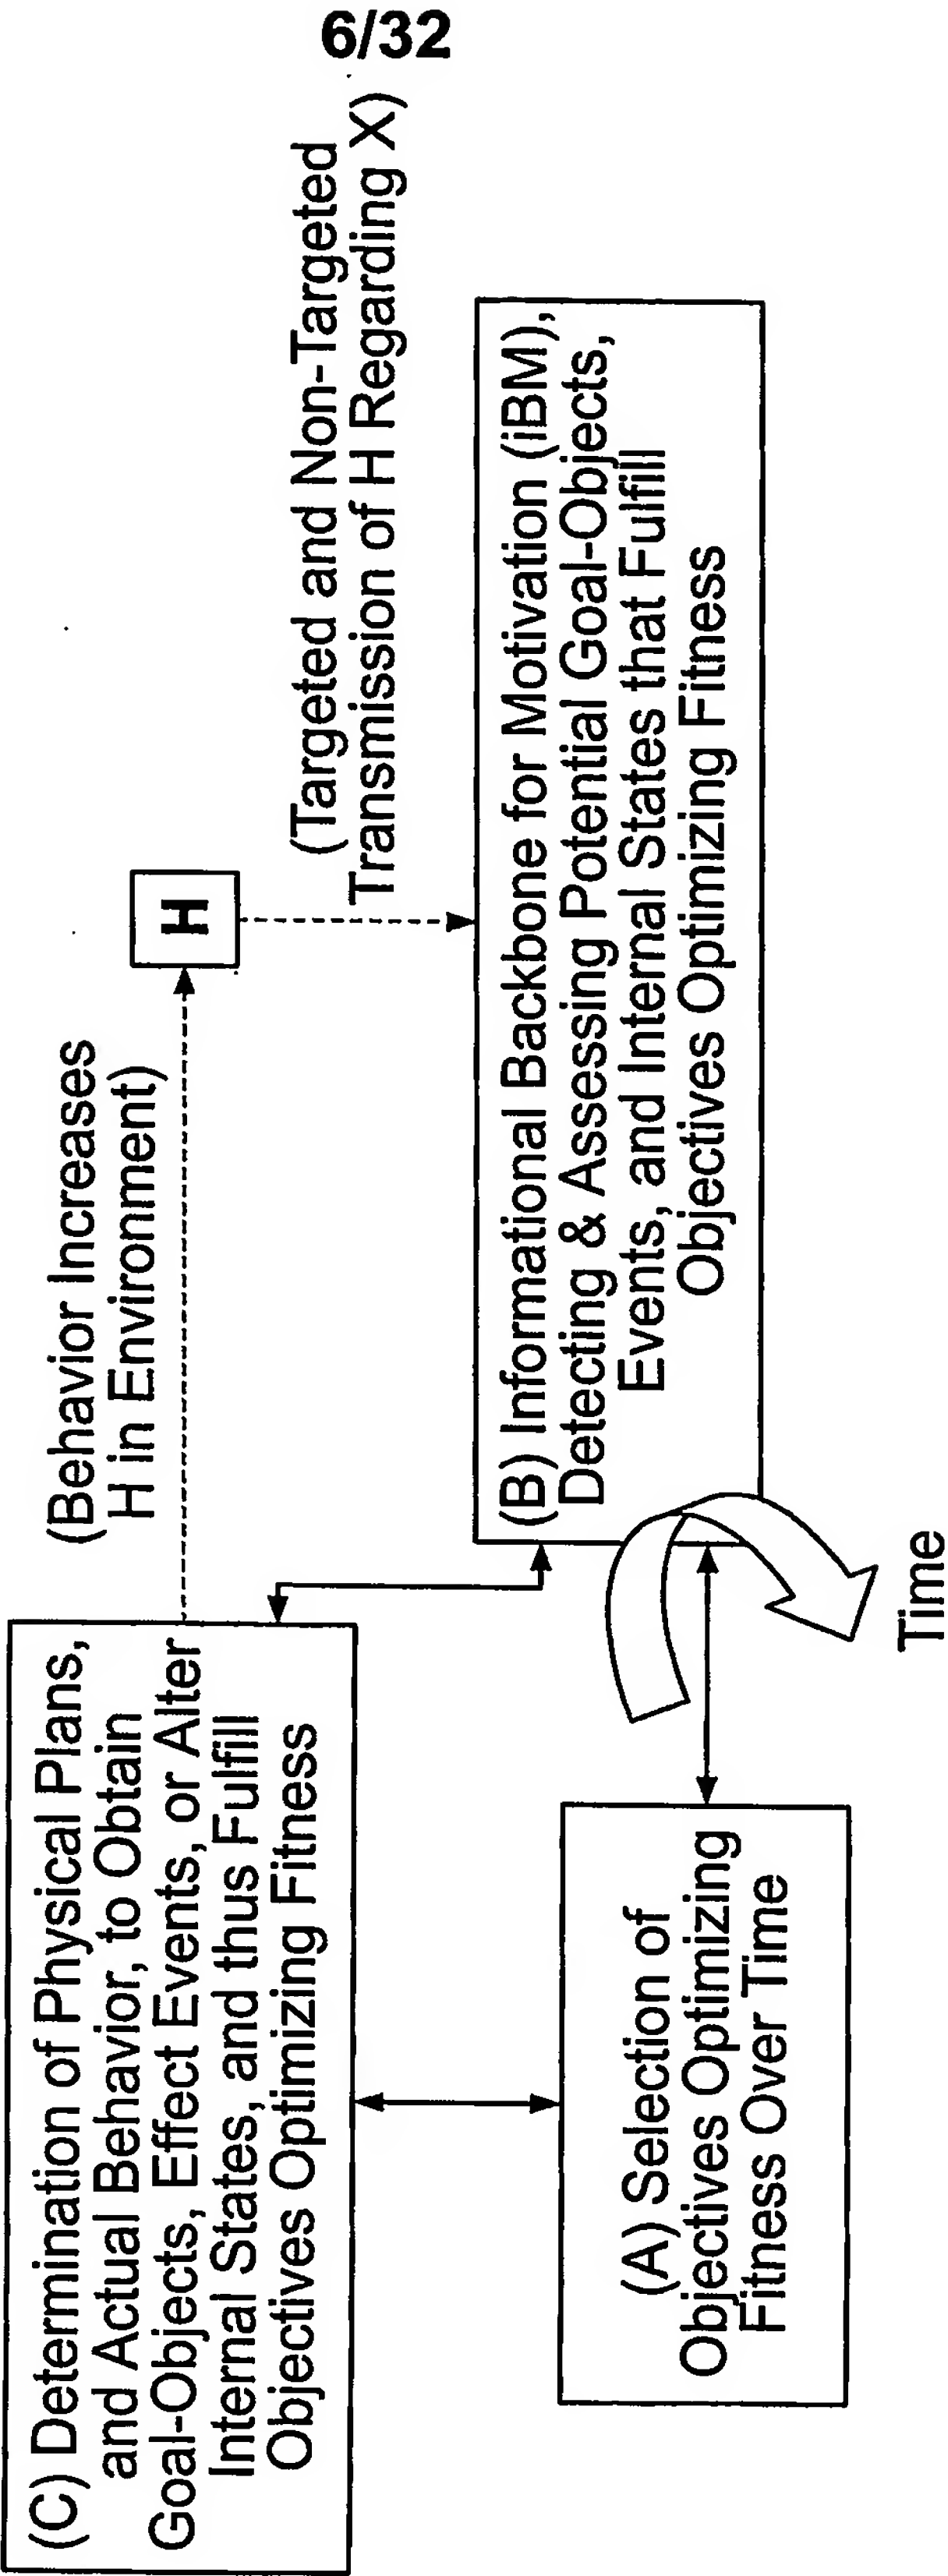 6/32
(C) Determination of Physical Plans,
and Actual Behavior, to Obtain
Goal-Objects, Effect Events, or Alter
Internal States, and thus Fulfill
Objectives Optimizing Fitness
(Behavior Increases
H in Environment)
H
(Targeted and Non-Targeted
Transmission of H Regarding X)
(B) Informational Backbone for Motivation (iBM),
Detecting & Assessing Potential Goal-Objects,
Events, and Internal States that Fulfill
Objectives Optimizing Fitness
(A) Selection of
Objectives Optimizing
Fitness Over Time
Time